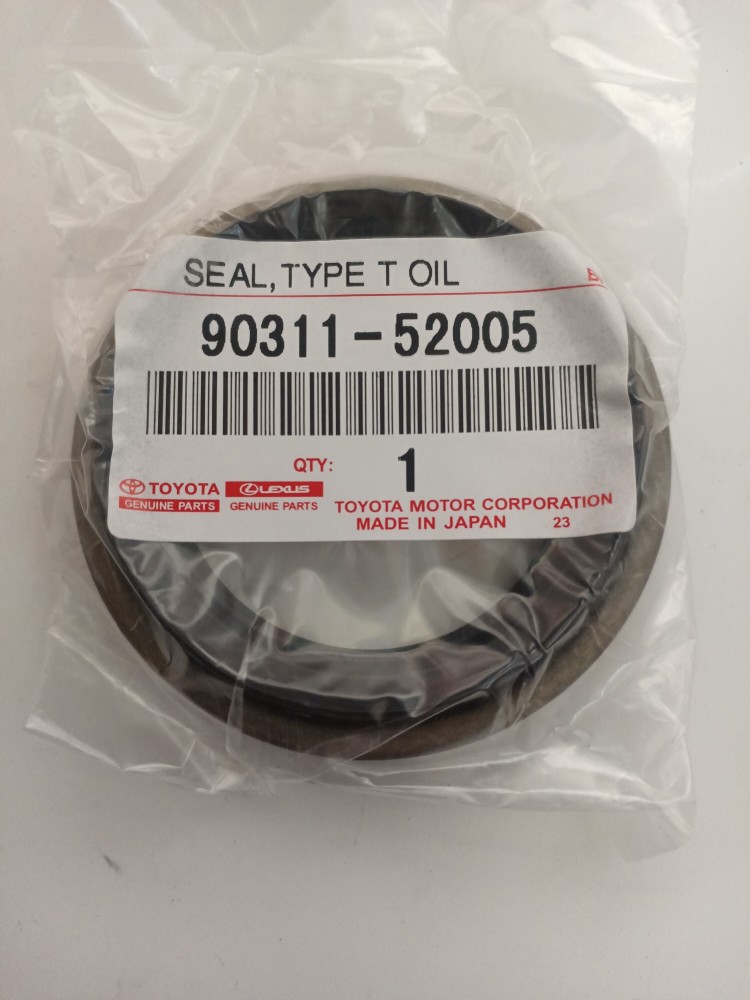 SEAL,TYPE T OIL
90311-52005
QTY: 1
TOYOTA LEXUS
GENUINE PARTS GENUINE PARTS
TOYOTA MOTOR CORPORATION
MADE IN JAPAN 23